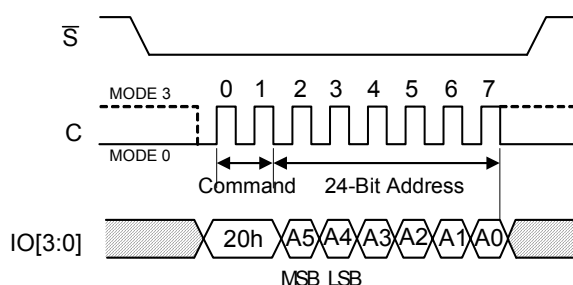 S
MODE 3
0 1 2 3 4 5 6 7
C
MODE 0
Command 24-Bit Address
IO[3:0]
20h A5 A4 A3 A2 A1 A0
MSB LSB